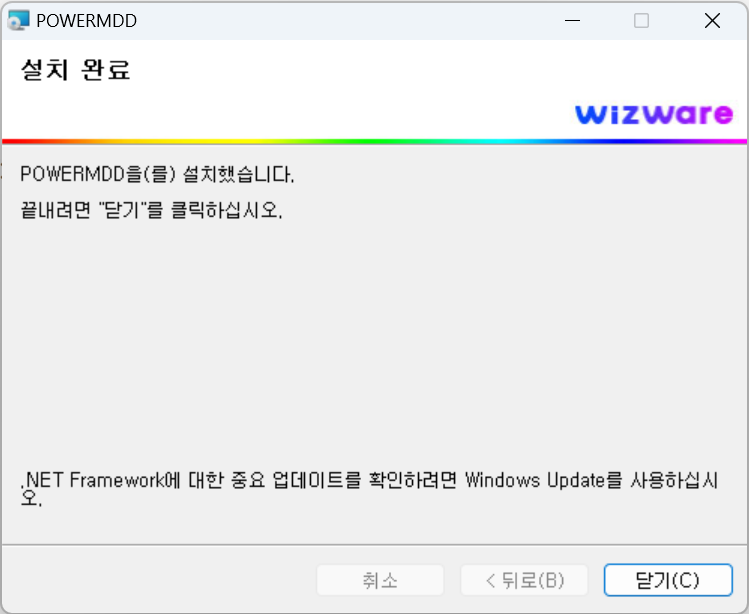 POWERMDD
설치 완료
wizware
POWERMDD을(를) 설치했습니다.
끝내려면 "닫기"를 클릭하십시오.
.NET Framework에 대한 중요 업데이트를 확인하려면 Windows Update를 사용하십시
오.
취소
< 뒤로(B)
닫기(C)